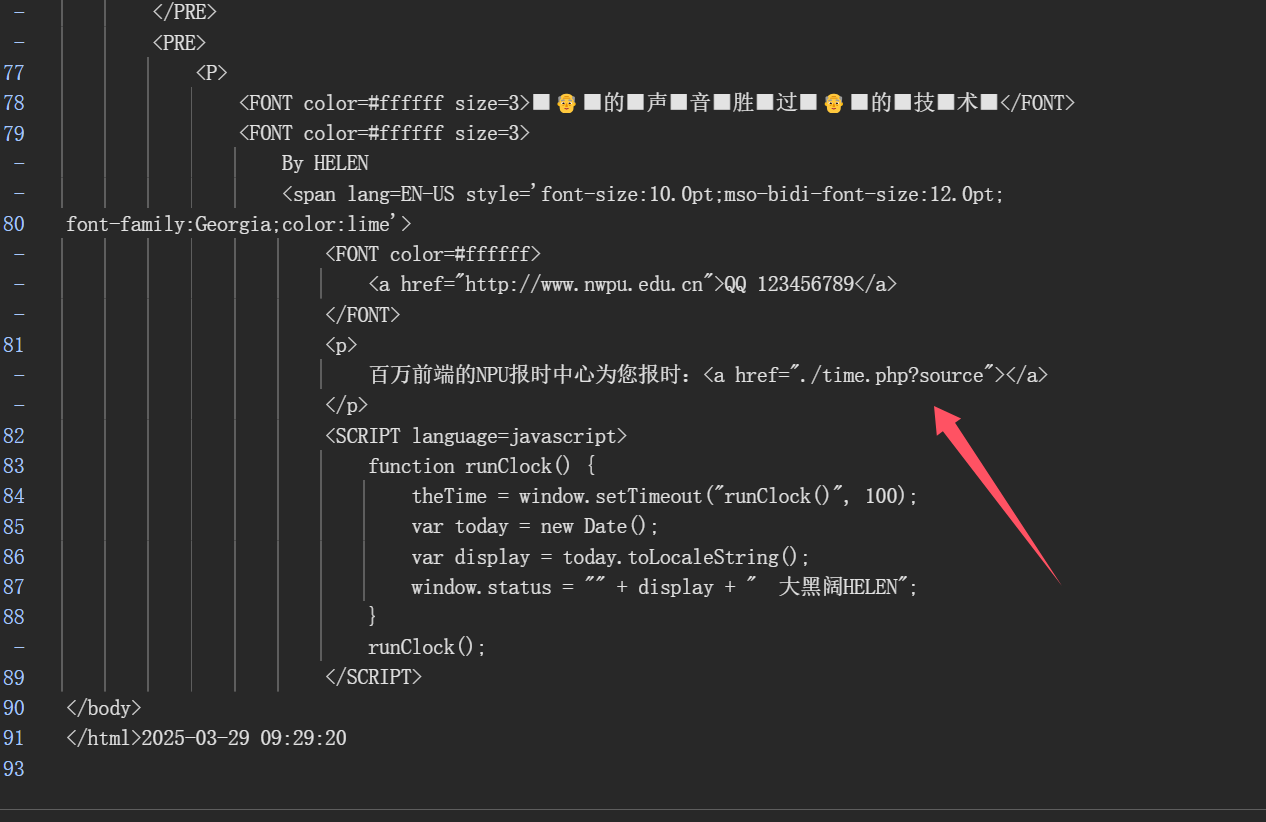 - </PRE>
- <PRE>
77 <P>
78 <FONT color=#ffffff size=3>■👴■的■声■音■胜■过■👴■的■技■术■</FONT>
79 <FONT color=#ffffff size=3>
- By HELEN
- <span lang=EN-US style='font-size:10.0pt;mso-bidi-font-size:12.0pt;
80 font-family:Georgia;color:lime'>
- <FONT color=#ffffff>
- <a href="http://www.nwpu.edu.cn">QQ 123456789</a>
- </FONT>
81 <p>
- 百万前端的NPU报时中心为您报时：<a href="./time.php?source"></a>
- </p>
82 <SCRIPT language=javascript>
83 function runClock() {
84 theTime = window.setTimeout("runClock()", 100);
85 var today = new Date();
86 var display = today.toLocaleString();
87 window.status = "" + display + "  大黑阔HELEN";
88 }
- runClock();
89 </SCRIPT>
90 </body>
91 </html>2025-03-29 09:29:20
93